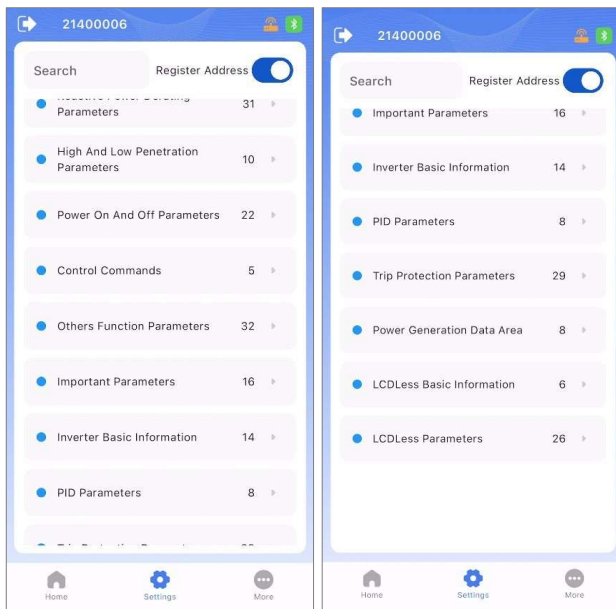 21400006
Search Register Address
Parameters 31
High And Low Penetration
Parameters 10
Power On And Off Parameters 22
Control Commands 5
Others Function Parameters 32
Important Parameters 16
Inverter Basic Information 14
PID Parameters 8
Home Settings More
21400006
Search Register Address
Important Parameters 16
Inverter Basic Information 14
PID Parameters 8
Trip Protection Parameters 29
Power Generation Data Area 8
LCDLess Basic Information 6
LCDLess Parameters 26
Home Settings More